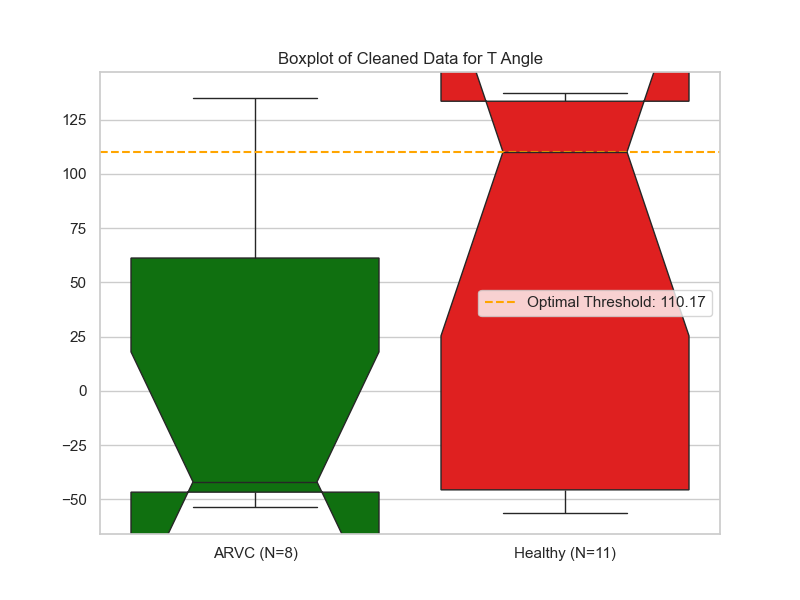 Boxplot of Cleaned Data for T Angle
125
100
75
50
25
0
−25
−50
Optimal Threshold: 110.17
ARVC (N=8)
Healthy (N=11)